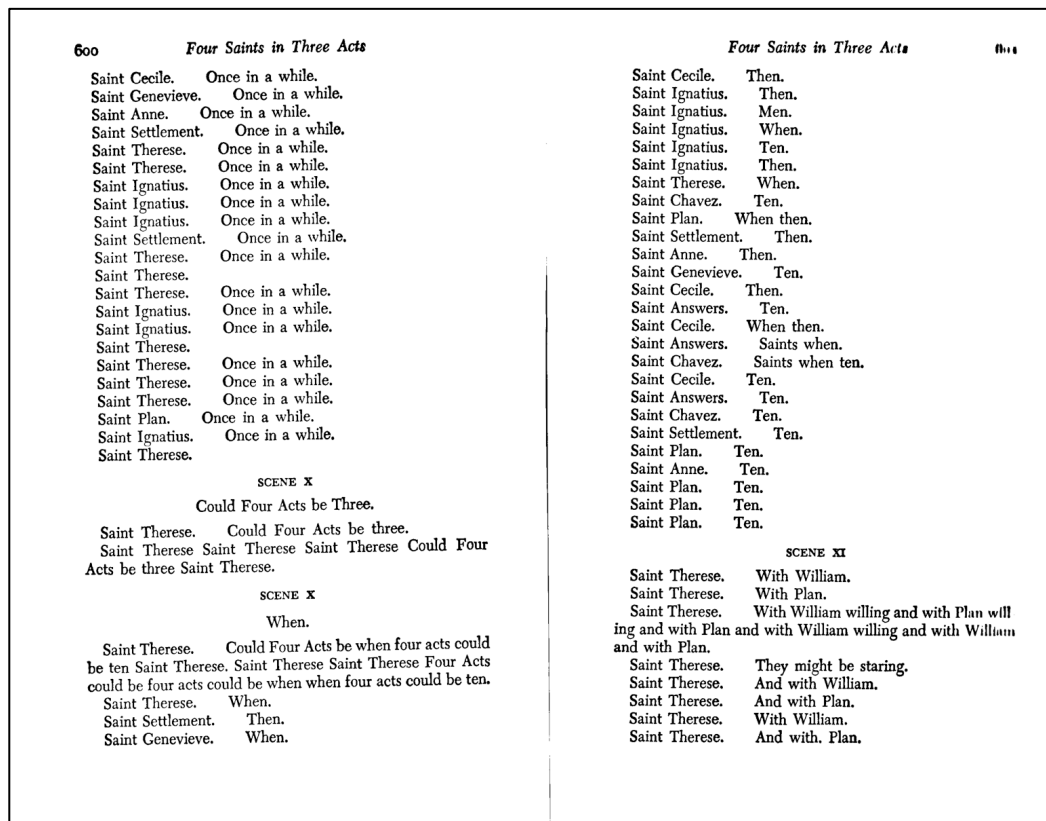 600 Four Saints in Three Acts
Saint Cecile. Once in a while.
Saint Genevieve. Once in a while.
Saint Anne. Once in a while.
Saint Settlement. Once in a while.
Saint Therese. Once in a while.
Saint Therese. Once in a while.
Saint Ignatius. Once in a while.
Saint Ignatius. Once in a while.
Saint Ignatius. Once in a while.
Saint Settlement. Once in a while.
Saint Therese. Once in a while.
Saint Therese.
Saint Therese. Once in a while.
Saint Ignatius. Once in a while.
Saint Ignatius. Once in a while.
Saint Therese.
Saint Therese. Once in a while.
Saint Therese. Once in a while.
Saint Therese. Once in a while.
Saint Plan. Once in a while.
Saint Ignatius. Once in a while.
Saint Therese.
SCENE X
Could Four Acts be Three.
Saint Therese. Could Four Acts be three.
Saint Therese Saint Therese Saint Therese Could Four
Acts be three Saint Therese.
SCENE X
When.
Saint Therese. Could Four Acts be when four acts could
be ten Saint Therese. Saint Therese Saint Therese Four Acts
could be four acts could be when when four acts could be ten.
Saint Therese. When.
Saint Settlement. Then.
Saint Genevieve. When.
Four Saints in Three Acts
Saint Cecile. Then.
Saint Ignatius. Then.
Saint Ignatius. Men.
Saint Ignatius. When.
Saint Ignatius. Ten.
Saint Ignatius. Then.
Saint Therese. When.
Saint Chavez. Ten.
Saint Plan. When then.
Saint Settlement. Then.
Saint Anne. Then.
Saint Genevieve. Ten.
Saint Cecile. Then.
Saint Answers. Ten.
Saint Cecile. When then.
Saint Answers. Saints when.
Saint Chavez. Saints when ten.
Saint Cecile. Ten.
Saint Answers. Ten.
Saint Chavez. Ten.
Saint Settlement. Ten.
Saint Plan. Ten.
Saint Anne. Ten.
Saint Plan. Ten.
Saint Plan. Ten.
Saint Plan. Ten.
SCENE XI
Saint Therese. With William.
Saint Therese. With Plan.
Saint Therese. With William willing and with Plan will
ing and with Plan and with William willing and with William
and with Plan.
Saint Therese. They might be staring.
Saint Therese. And with William.
Saint Therese. And with Plan.
Saint Therese. With William.
Saint Therese. And with. Plan.